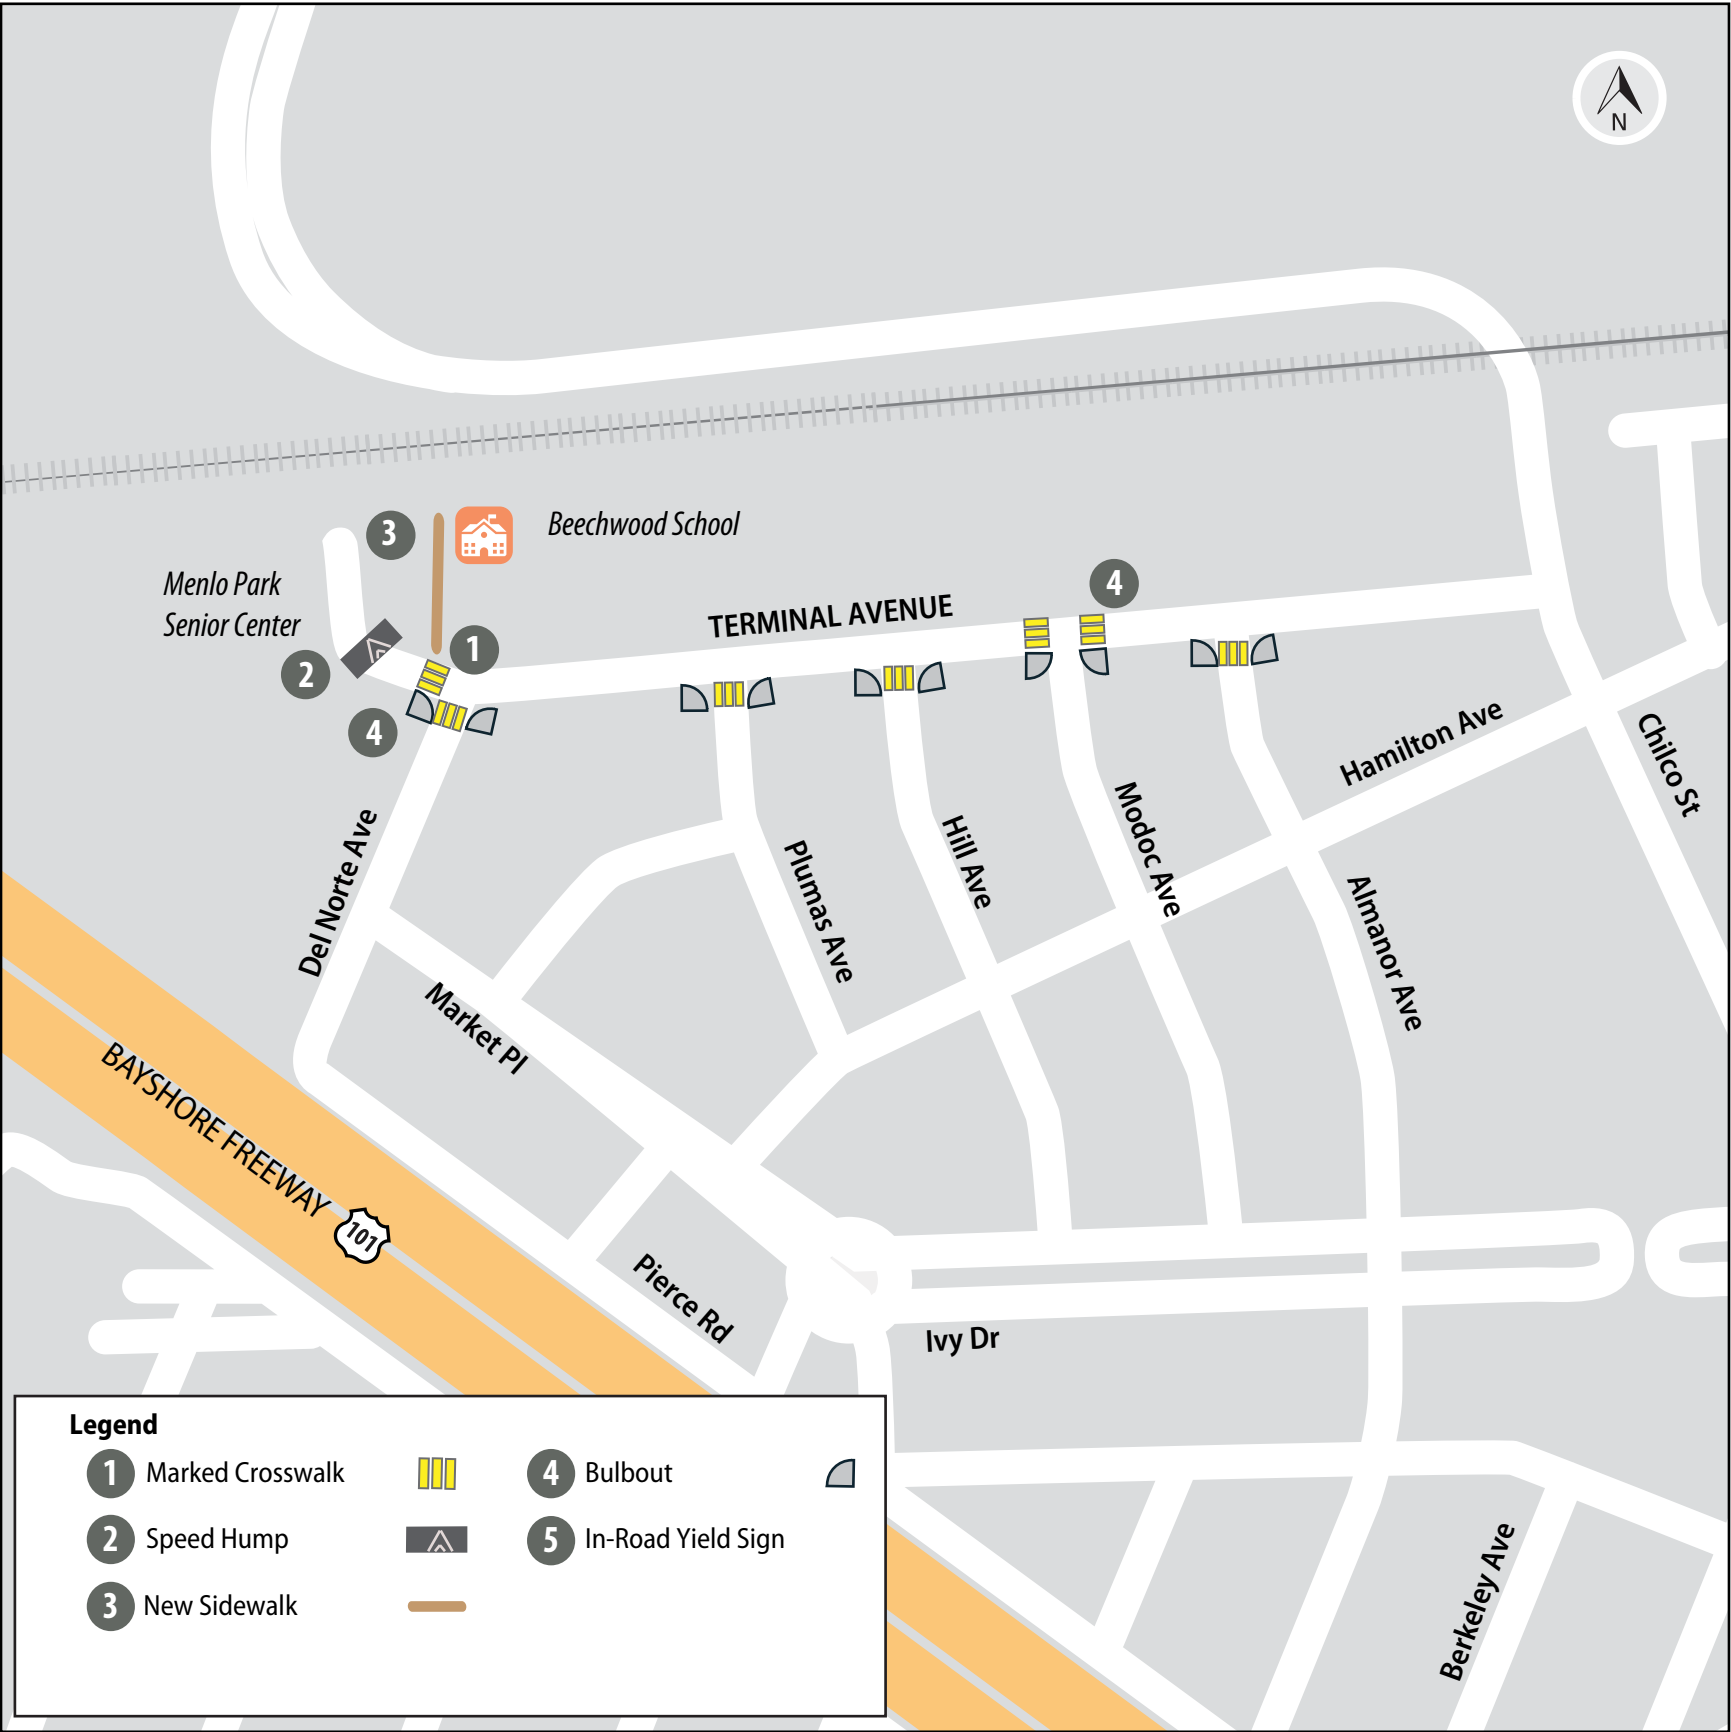 N
3
Beechwood School
Menlo Park
Senior Center
4
TERMINAL AVENUE
1
2
4
Hamilton Ave
Chilco St
Del Norte Ave
Plumas Ave
Hill Ave
Modoc Ave
Almanor Ave
Market Pl
BAYSHORE FREEWAY
101
Pierce Rd
Ivy Dr
Berkeley Ave
Legend
1 Marked Crosswalk
4 Bulbout
2 Speed Hump
5 In-Road Yield Sign
3 New Sidewalk